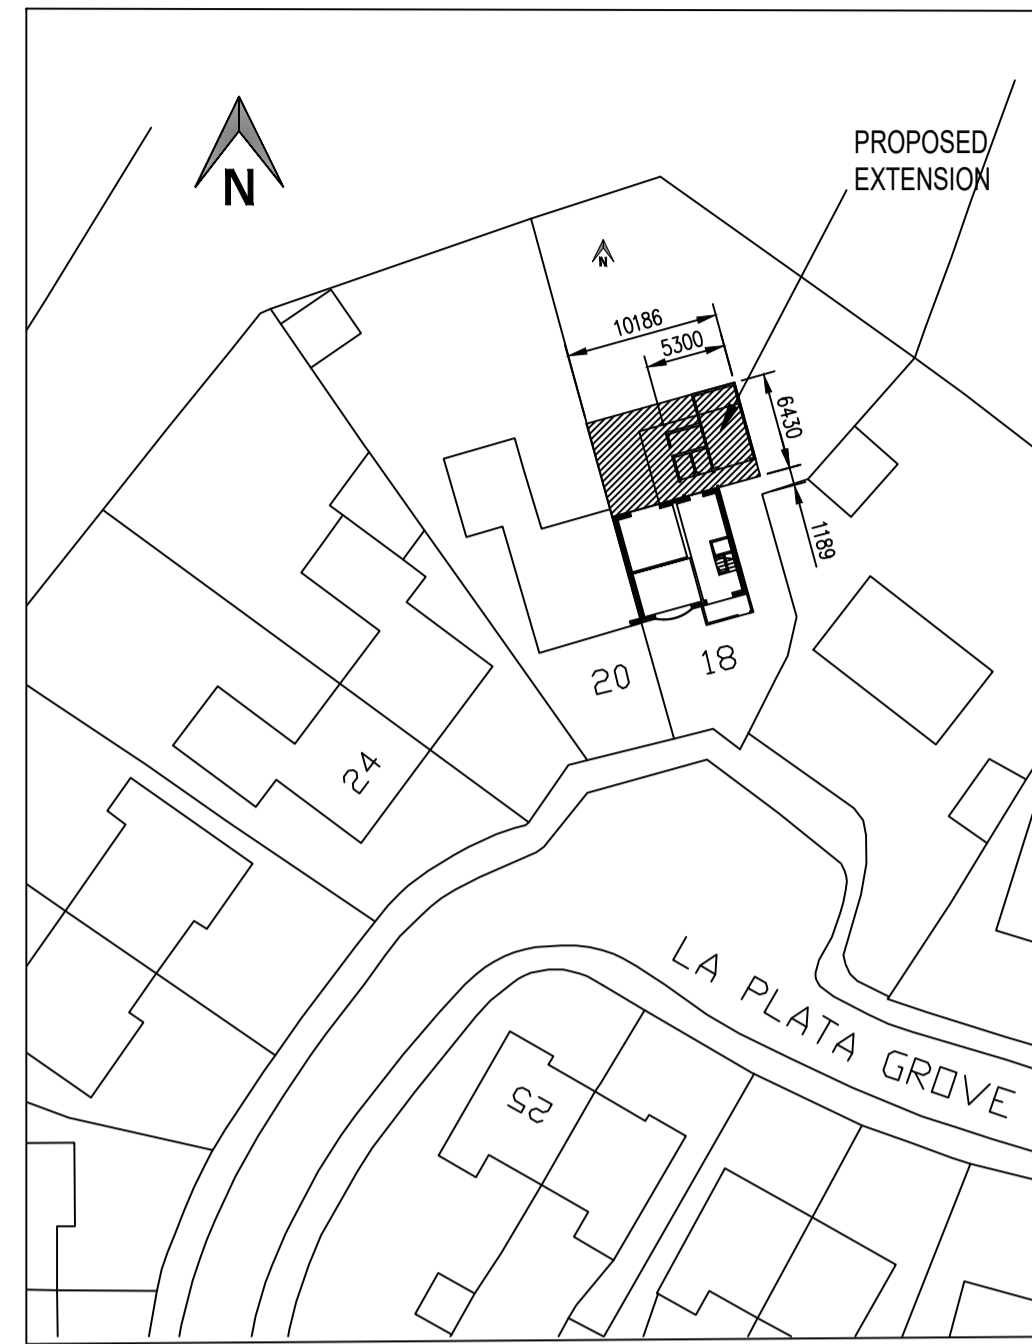 PROPOSED
EXTENSION
N
N
10186
5300
6430
1189
20
18
24
LA PLATA GROVE
25